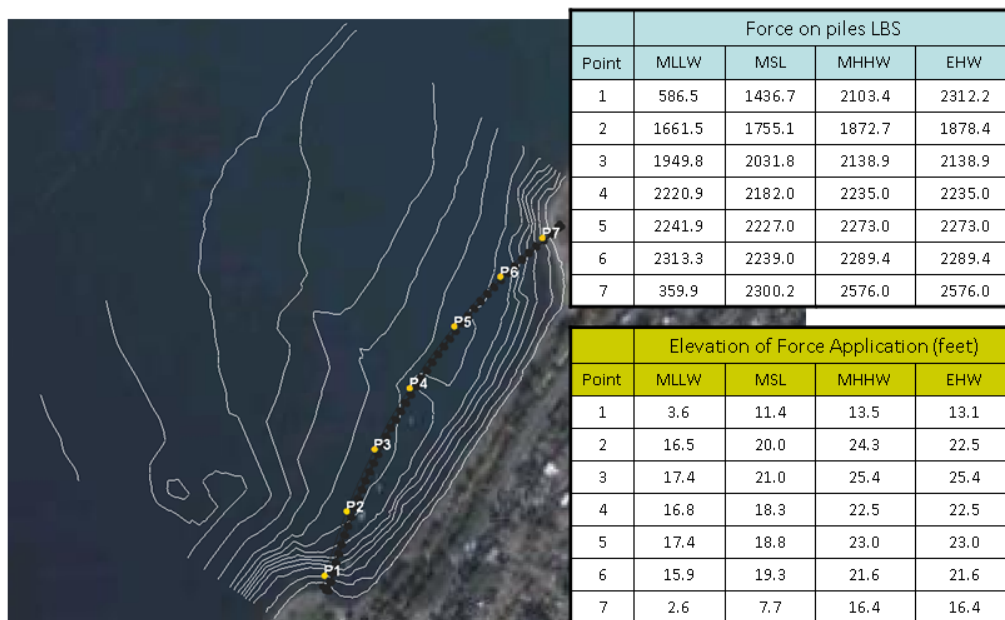 Force on piles LBS
Point MLLW MSL MHHW EHW
1 586.5 1436.7 2103.4 2312.2
2 1661.5 1755.1 1872.7 1878.4
3 1949.8 2031.8 2138.9 2138.9
4 2220.9 2182.0 2235.0 2235.0
5 2241.9 2227.0 2273.0 2273.0
6 2313.3 2239.0 2289.4 2289.4
7 359.9 2300.2 2576.0 2576.0
Elevation of Force Application (feet)
Point MLLW MSL MHHW EHW
1 3.6 11.4 13.5 13.1
2 16.5 20.0 24.3 22.5
3 17.4 21.0 25.4 25.4
4 16.8 18.3 22.5 22.5
5 17.4 18.8 23.0 23.0
6 15.9 19.3 21.6 21.6
7 2.6 7.7 16.4 16.4
P7
P6
P5
P4
P3
P2
P1